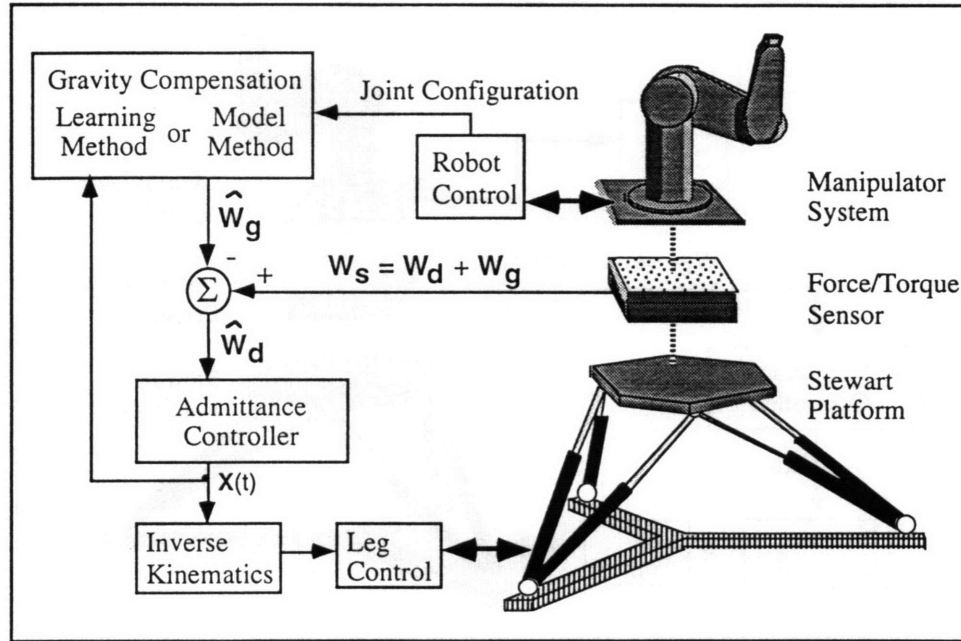 Gravity Compensation
Learning Method or Model Method
Joint Configuration
Robot Control
Manipulator System
Ŵg
-
+
Ws = Wd + Wg
Σ
Force/Torque Sensor
Ŵd
Stewart Platform
Admittance Controller
x(t)
Inverse Kinematics
Leg Control